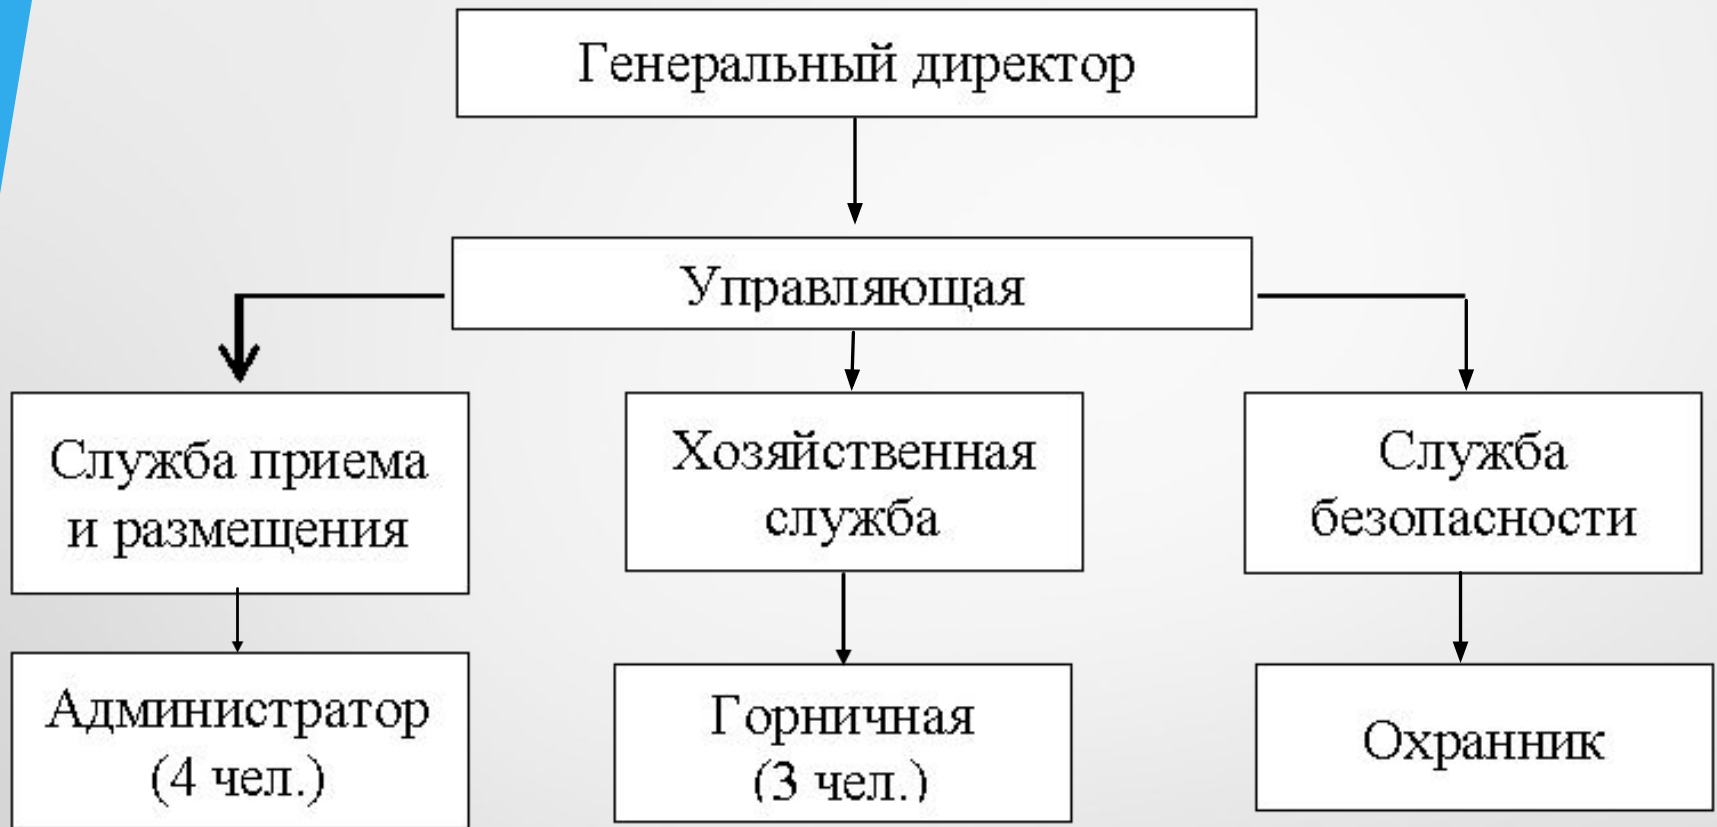 Генеральный директор
Управляющая
Служба приема
и размещения
Хозяйственная
служба
Служба
безопасности
Администратор
(4 чел.)
Горничная
(3 чел.)
Охранник